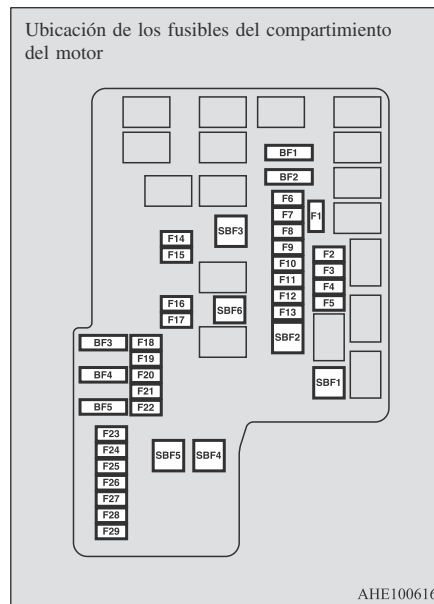 Ubicación de los fusibles del compartimiento
del motor
BF1
BF2
F6
F7
F1
F8
SBF3
F14
F9
F2
F15
F10
F3
F11
F4
F16
SBF6
F12
F5
F17
F13
BF3
F18
SBF2
F19
BF4
F20
SBF1
F21
BF5
F22
F23
F24
SBF5
SBF4
F25
F26
F27
F28
F29
AHE100616